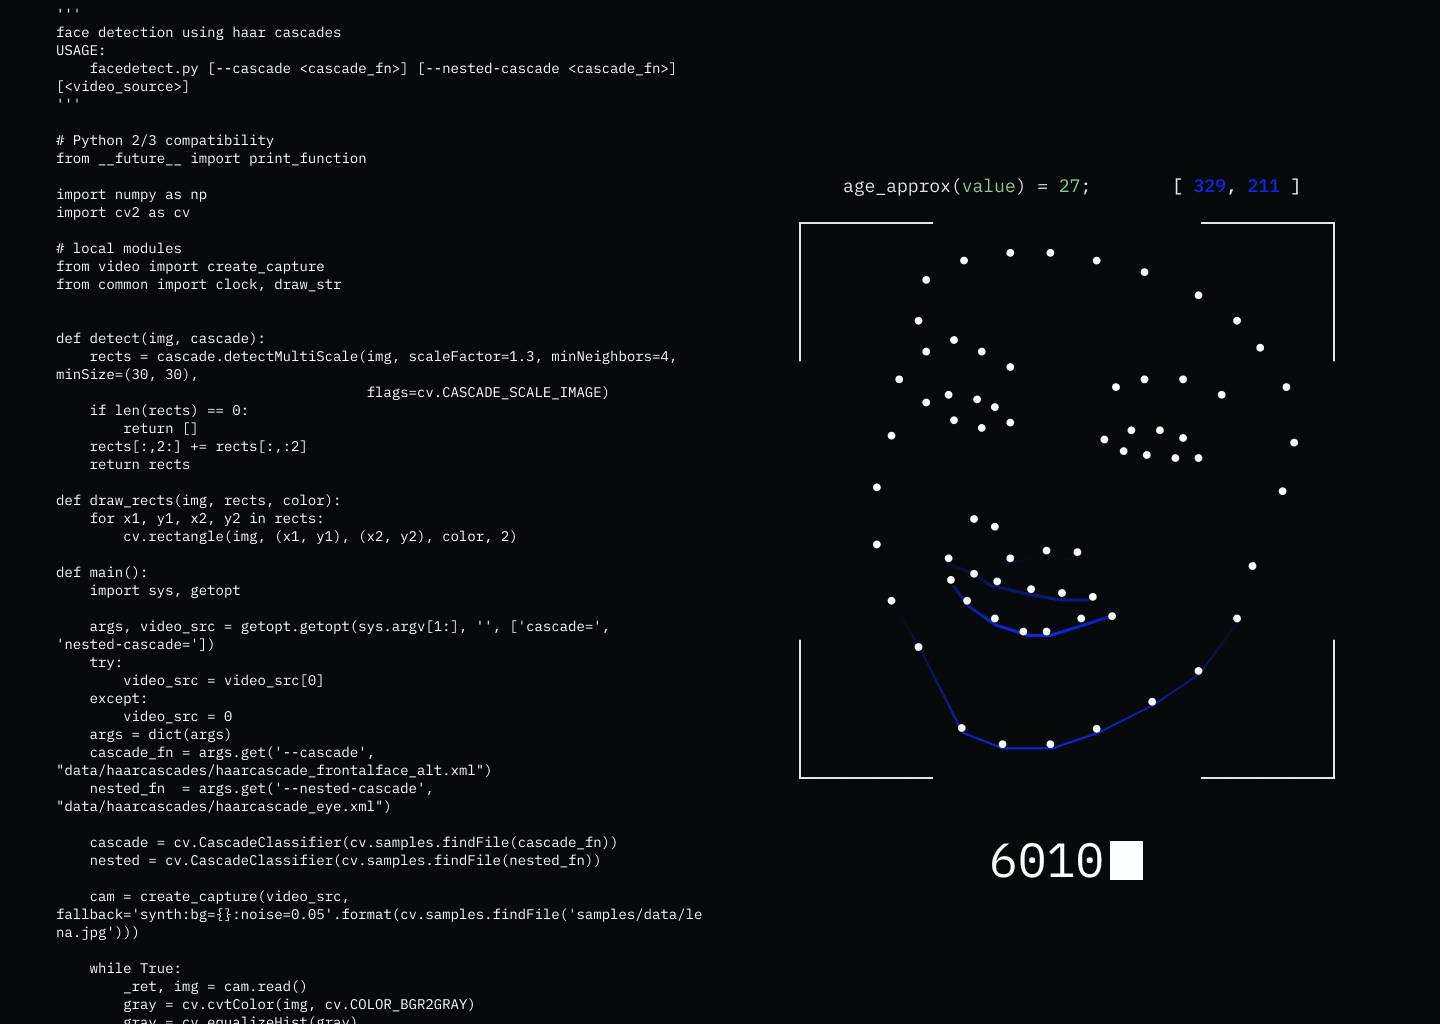 '''
face detection using haar cascades
USAGE:
    facedetect.py [--cascade <cascade_fn>] [--nested-cascade <cascade_fn>]
[<video_source>]
'''
# Python 2/3 compatibility
from __future__ import print_function
import numpy as np
import cv2 as cv
# local modules
from video import create_capture
from common import clock, draw_str
def detect(img, cascade):
    rects = cascade.detectMultiScale(img, scaleFactor=1.3, minNeighbors=4,
minSize=(30, 30),
                                     flags=cv.CASCADE_SCALE_IMAGE)
    if len(rects) == 0:
        return []
    rects[:,2:] += rects[:,:2]
    return rects
def draw_rects(img, rects, color):
    for x1, y1, x2, y2 in rects:
        cv.rectangle(img, (x1, y1), (x2, y2), color, 2)
def main():
    import sys, getopt
    args, video_src = getopt.getopt(sys.argv[1:], '', ['cascade=',
'nested-cascade='])
    try:
        video_src = video_src[0]
    except:
        video_src = 0
    args = dict(args)
    cascade_fn = args.get('--cascade',
"data/haarcascades/haarcascade_frontalface_alt.xml")
    nested_fn  = args.get('--nested-cascade',
"data/haarcascades/haarcascade_eye.xml")
    cascade = cv.CascadeClassifier(cv.samples.findFile(cascade_fn))
    nested = cv.CascadeClassifier(cv.samples.findFile(nested_fn))
    cam = create_capture(video_src,
fallback='synth:bg={}:noise=0.05'.format(cv.samples.findFile('samples/data/le
na.jpg')))
    while True:
        _ret, img = cam.read()
        gray = cv.cvtColor(img, cv.COLOR_BGR2GRAY)
        gray = cv.equalizeHist(gray)
age_approx(value) = 27;
[ 329, 211 ]
6010